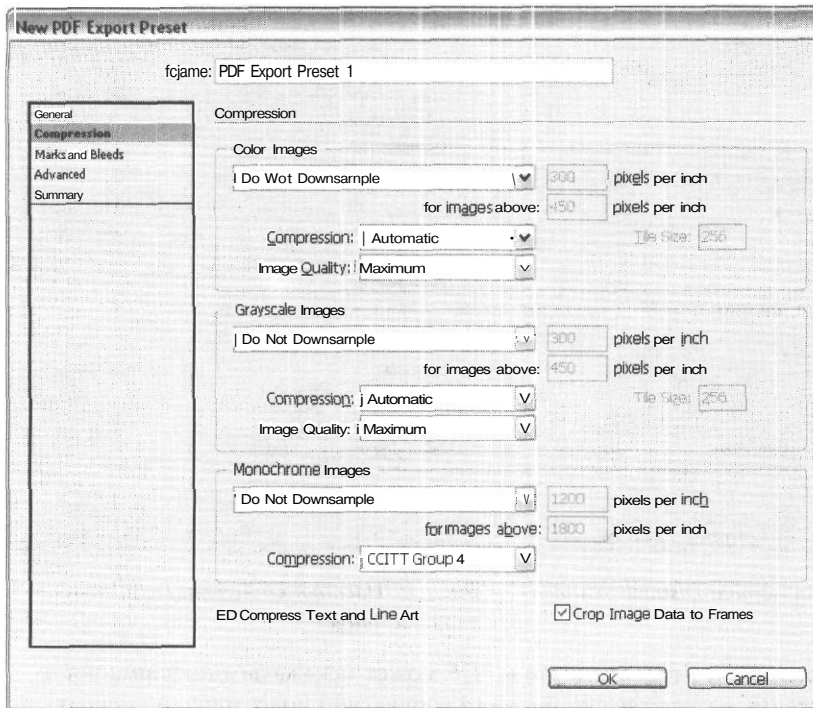 New PDF Export Preset
fcjame: PDF Export Preset 1
General
Compression
Marks and Bleeds
Advanced
Summary
Compression
Color Images
l Do Wot Downsarnple \ 300 pixels per inch
for images above: 450 pixels per inch
Compression: | Automatic Tile Size: 256
Image Quality: i Maximum V
Grayscale Images
| Do Not Downsample V 300 pixels per inch
for images above: 450 pixels per inch
Compression: j Automatic V Tile Size: 256
Image Quality: i Maximum V
Monochrome Images
' Do Not Downsample V 1200 pixels per inch
for images above: 1800 pixels per inch
Compression: CCITT Group 4 V
ED Compress Text and Line Art Crop Image Data to Frames
OK Cancel